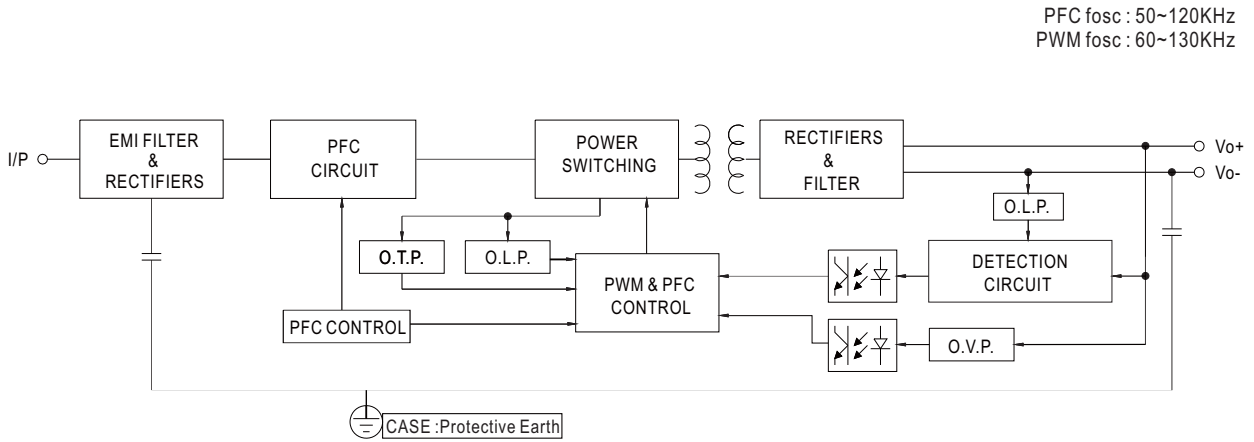 PFC fosc : 50~120KHz
PWM fosc : 60~130KHz
I/P
EMI FILTER
&
RECTIFIERS
PFC
CIRCUIT
POWER
SWITCHING
RECTIFIERS
&
FILTER
Vo+
Vo-
O.L.P.
O.T.P.
O.L.P.
PWM & PFC
CONTROL
DETECTION
CIRCUIT
PFC CONTROL
O.V.P.
CASE :Protective Earth